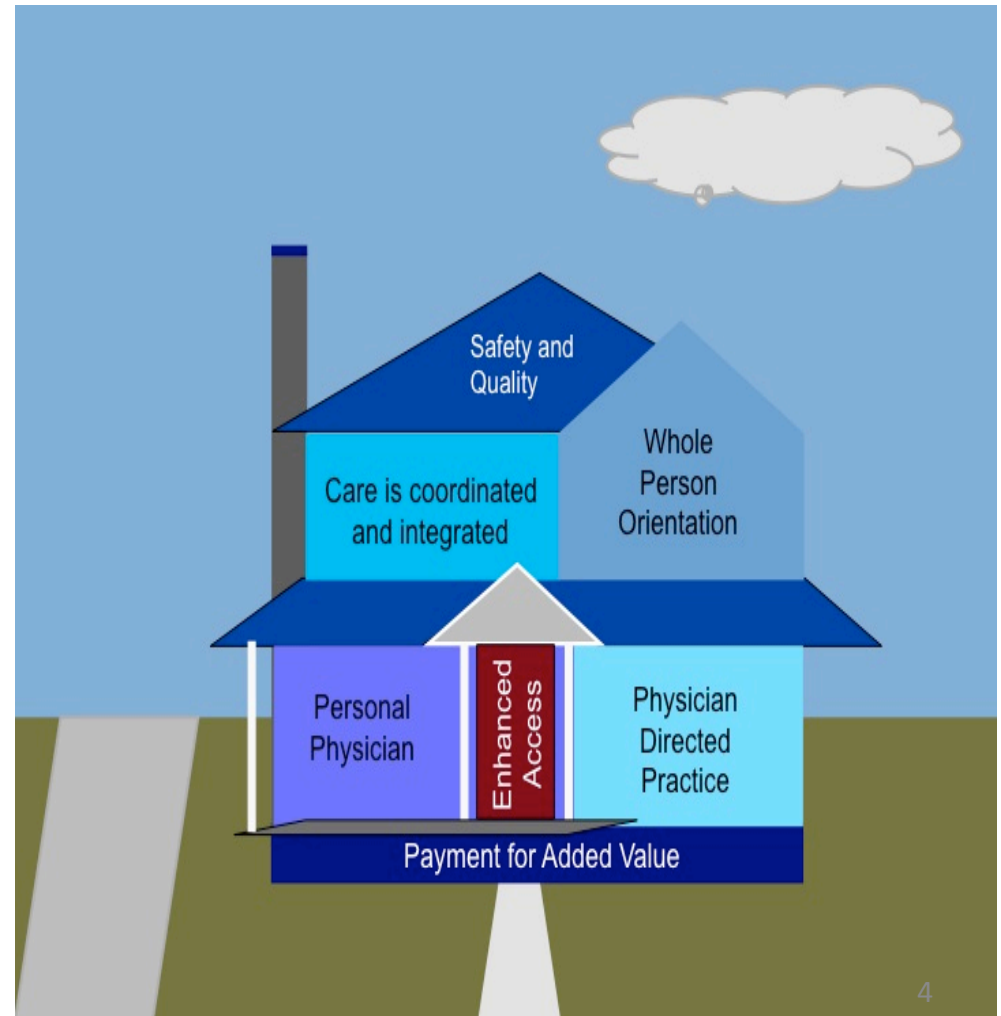 Safety and
Quality
Whole
Person
Orientation
Care is coordinated
and integrated
Personal
Physician
Enhanced
Access
Physician
Directed
Practice
Payment for Added Value
4